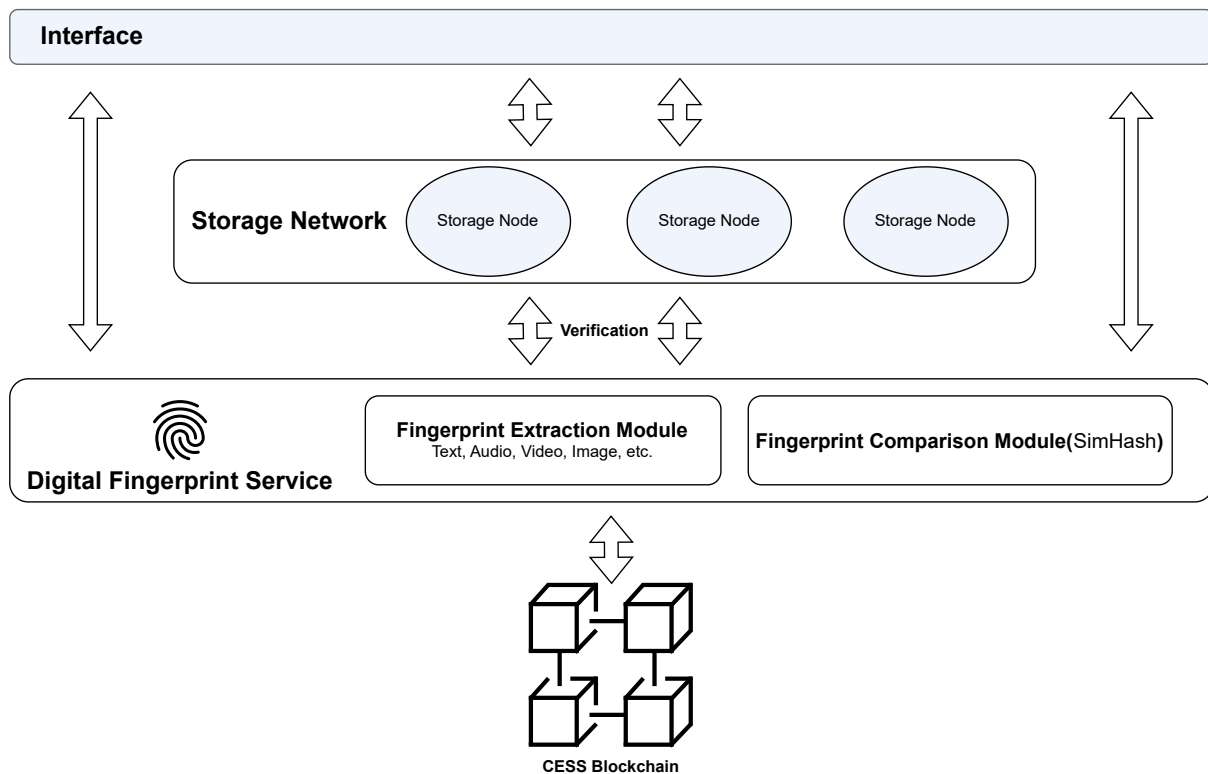 Interface
Storage Network
Storage Node
Storage Node
Storage Node
Verification
Digital Fingerprint Service
Fingerprint Extraction Module
Text, Audio, Video, Image, etc.
Fingerprint Comparison Module(SimHash)
CESS Blockchain